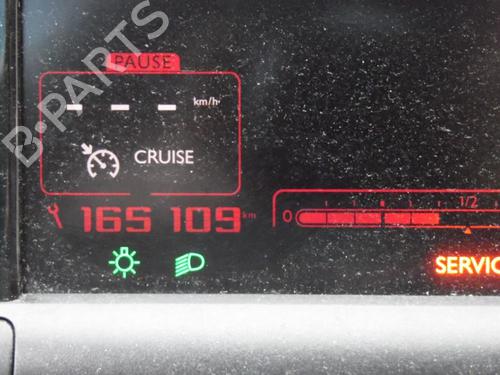 PAUSE
--- km/h
CRUISE
165 109 km
0 1/2
SERVIC
B-PARTS